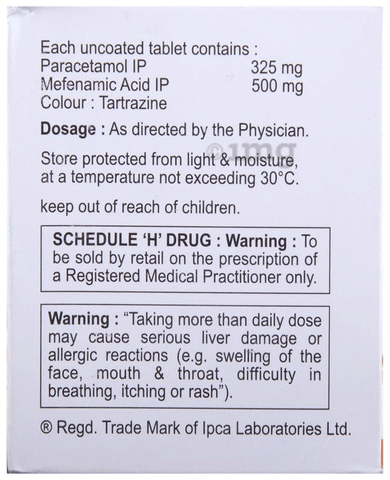 Each uncoated tablet contains :
Paracetamol IP 325 mg
Mefenamic Acid IP 500 mg
Colour : Tartrazine
Dosage : As directed by the Physician.
1mg
Store protected from light & moisture,
at a temperature not exceeding 30°C.
keep out of reach of children.
SCHEDULE ‘H’ DRUG : Warning : To
be sold by retail on the prescription of
a Registered Medical Practitioner only.
Warning : “Taking more than daily dose
may cause serious liver damage or
allergic reactions (e.g. swelling of the
face, mouth & throat, difficulty in
breathing, itching or rash”).
® Regd. Trade Mark of Ipca Laboratories Ltd.